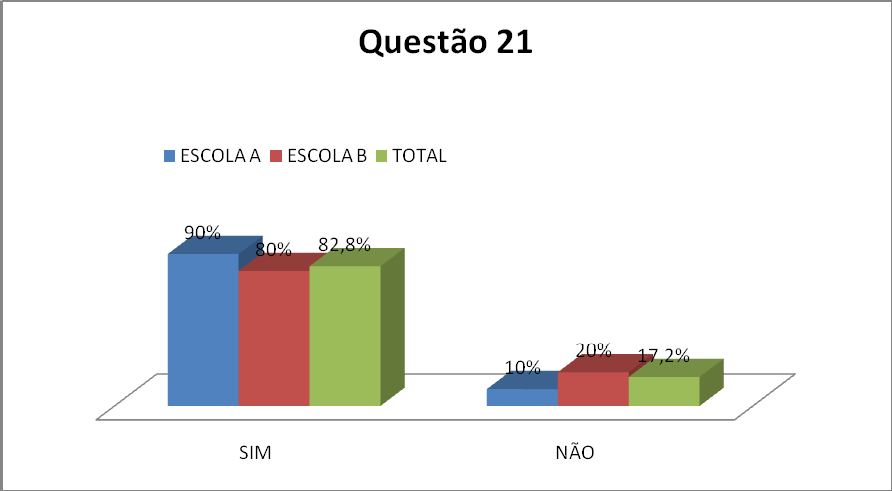 Questão 21
ESCOLA A ESCOLA B TOTAL
90% 80% 82,8%
10% 20% 17,2%
SIM NÃO